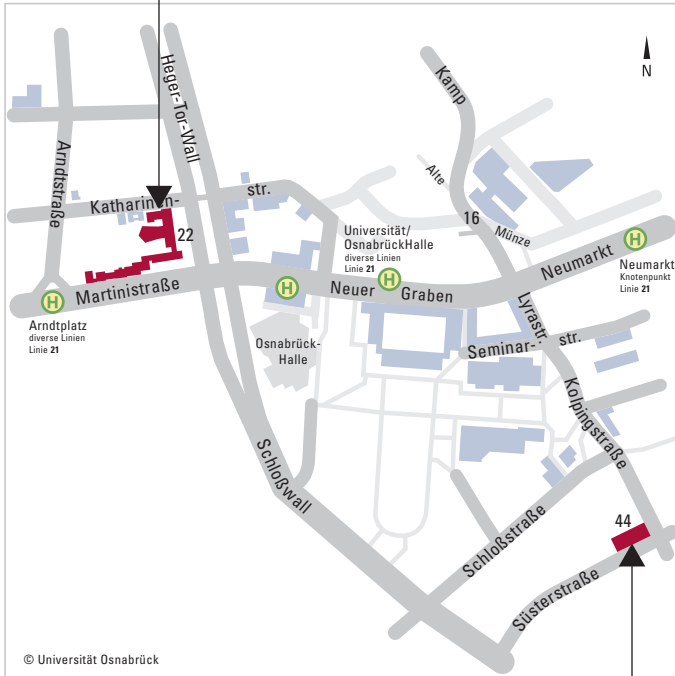 N
Heger-Tor-Wall
Kamp
Arndtstraße
Alte
Katharinen-
str.
22
16
Münze
Universität/
OsnabrückHalle
diverse Linien
Linie 21
H
Neumarkt
H
Neumarkt
Knotenpunkt
Linie 21
H
Martinistraße
H
Neuer
Graben
Arndtplatz
diverse Linien
Linie 21
Lyrastr.
Osnabrück-
Halle
Seminar-
str.
Kolpingstraße
Schloßwall
Schloßstraße
44
Süsterstraße
© Universität Osnabrück